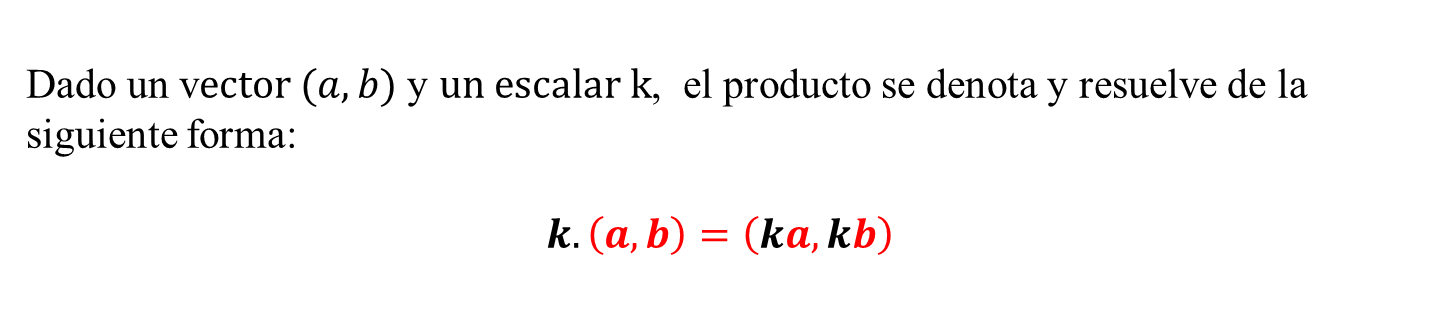 Dado un vector (a, b) y un escalar k, el producto se denota y resuelve de la
siguiente forma:
k. (a, b) = (ka, kb)